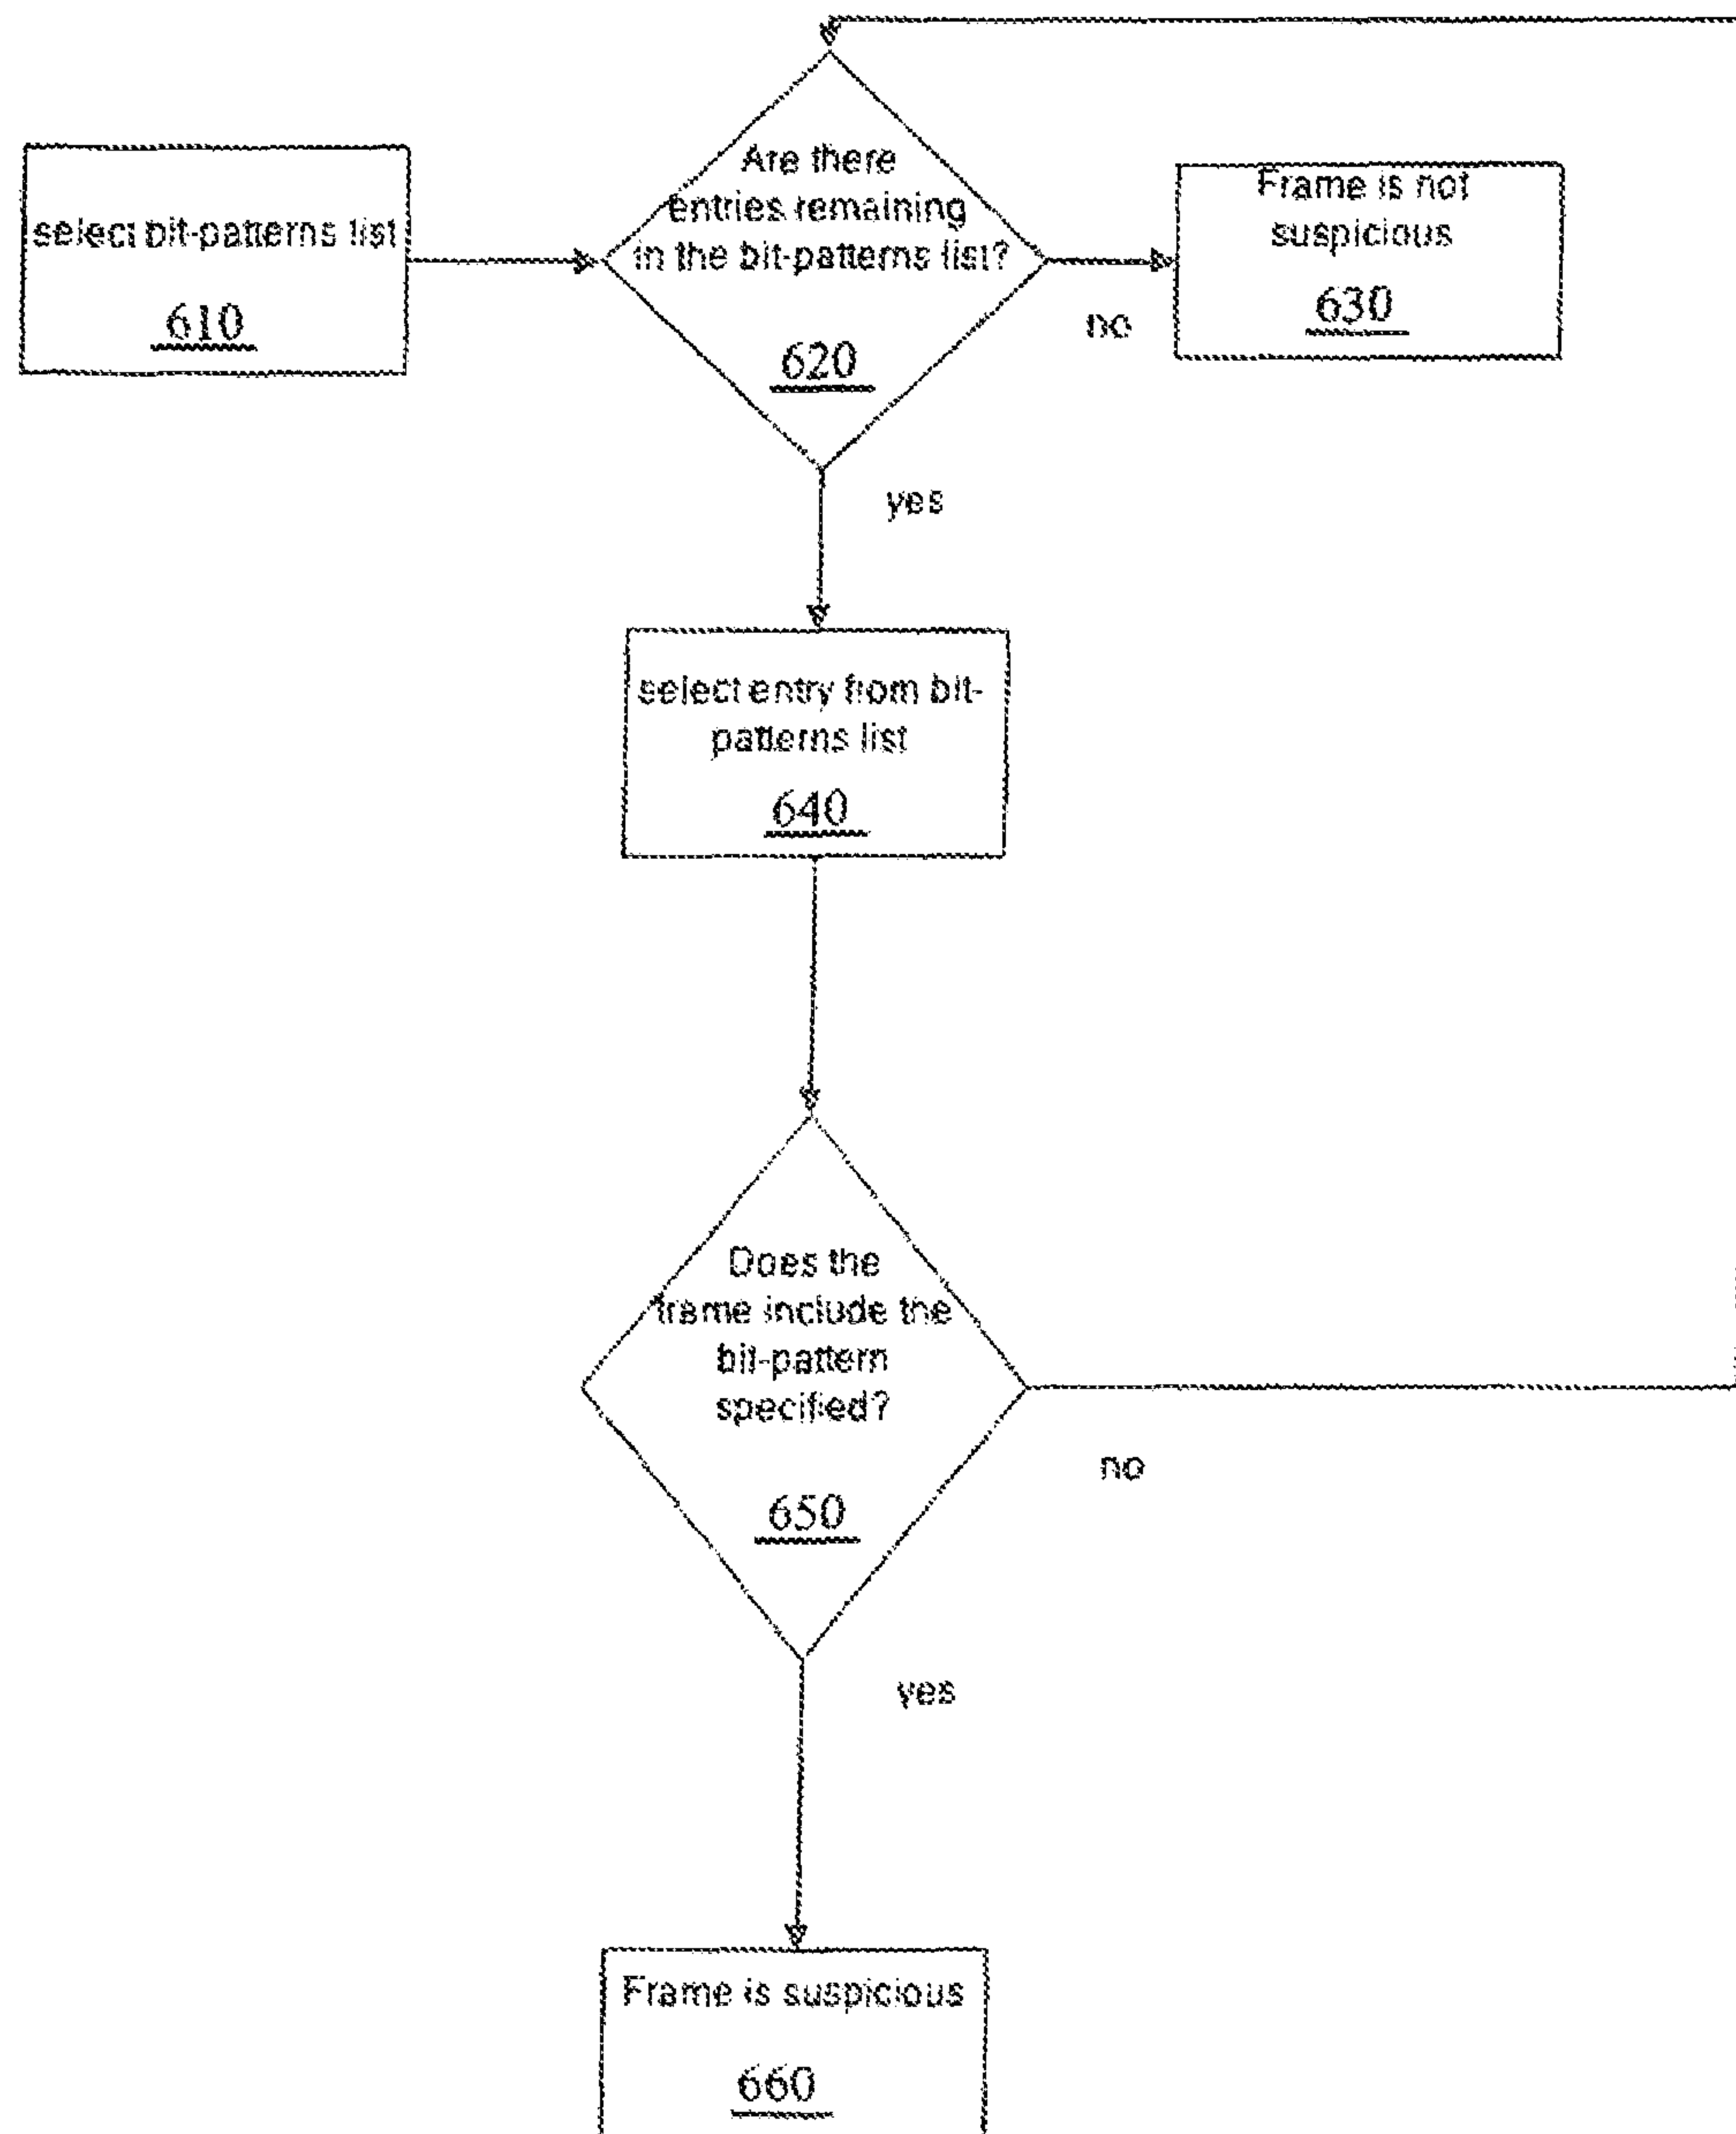 select bit-patterns list
610
Are there
entries remaining
in the bit-patterns list?
620
no
Frame is not
suspicious
630
yes
select entry from bit-
patterns list
640
Does the
frame include the
bit-pattern
specified?
650
no
yes
Frame is suspicious
660